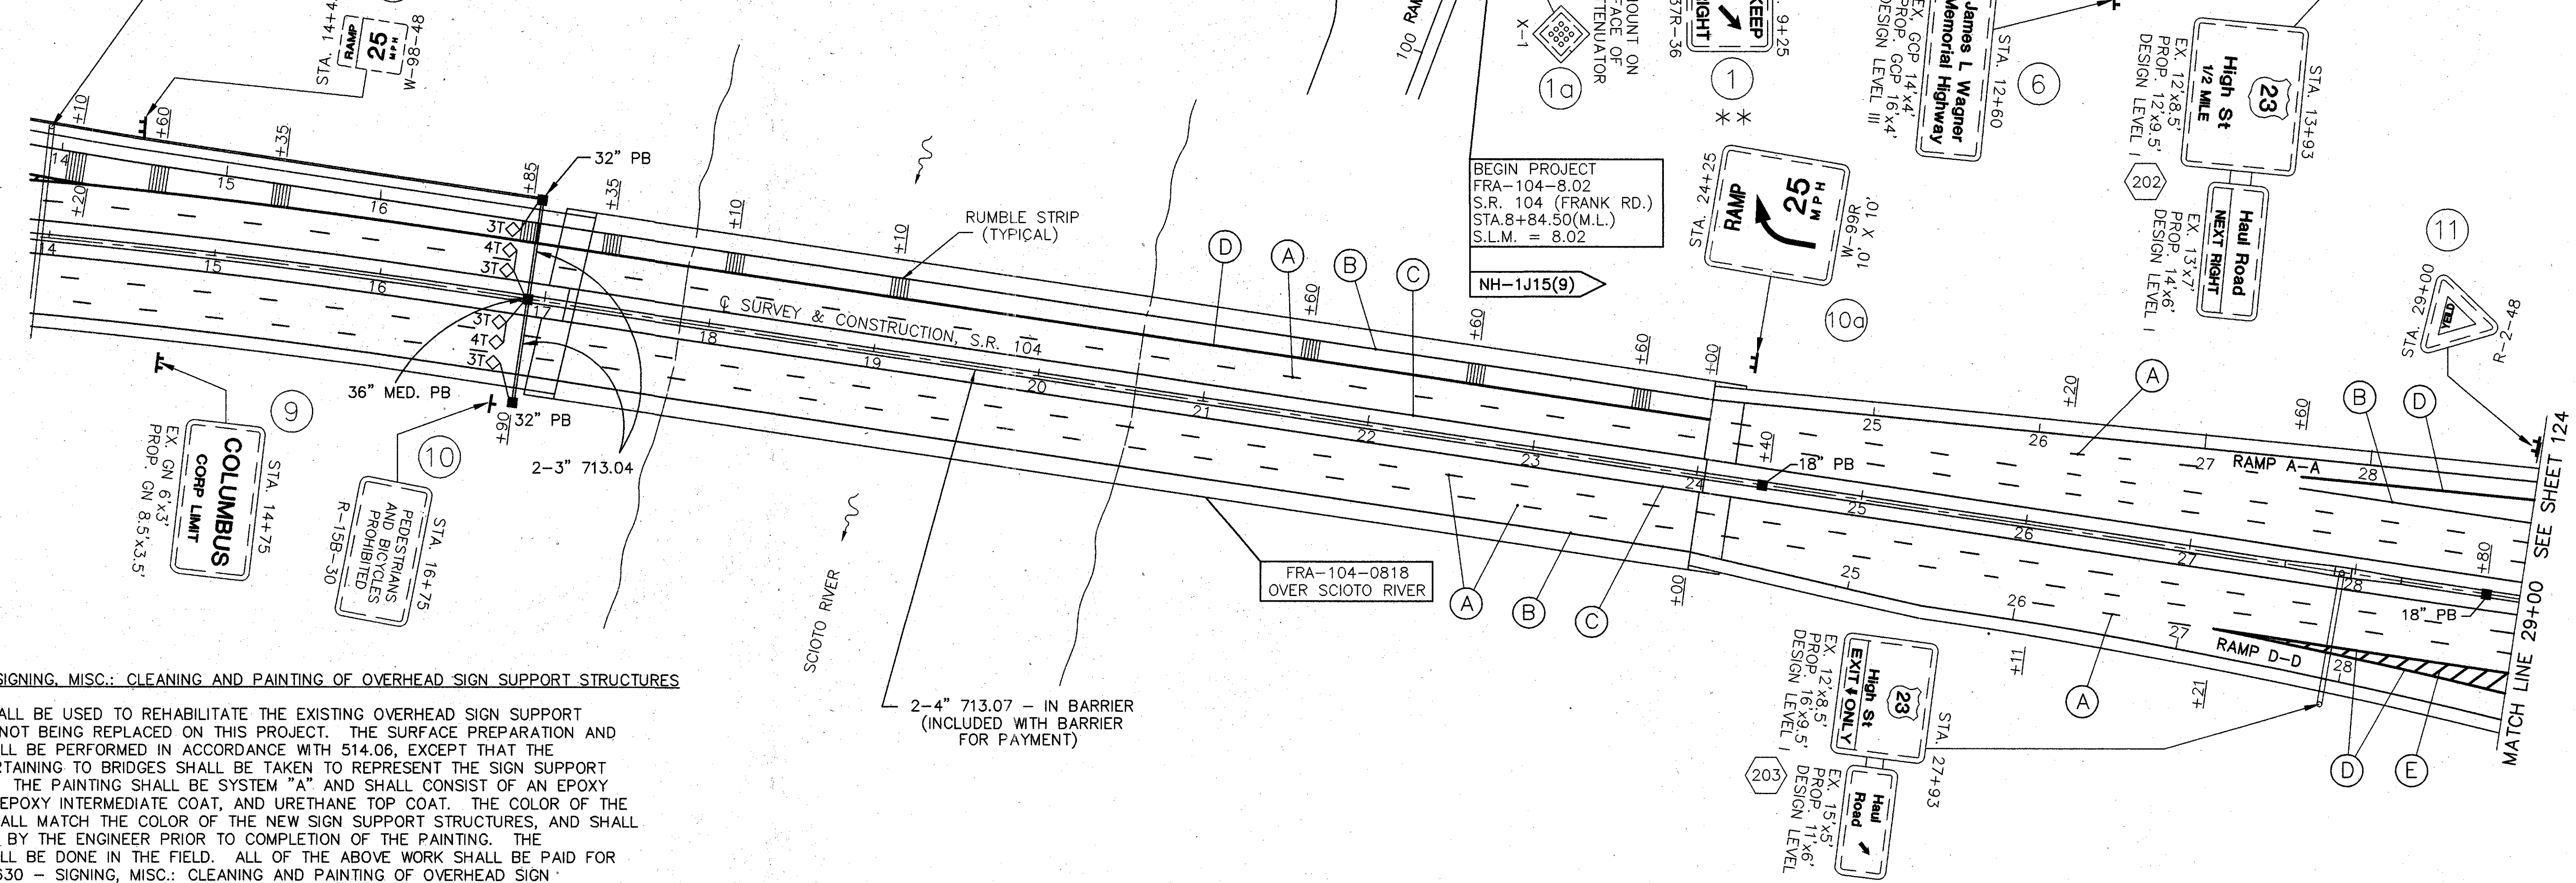 STA. 14+4
RAMP
25
MPH
W-98-48
100 RAM
X-1
MOUNT ON
FACE OF
TTENUATOR
1a
37R-36
KEEP
RIGHT
9+25
1
**
EX. GCP 14'x4'
PROP. GCP 16'x4'
DESIGN LEVEL III
James L Wagner
Memorial Highway
STA. 12+60
6
EX. 12'x8.5'
PROP. 12'x9.5'
DESIGN LEVEL I
23
High St
1/2 MILE
STA. 13+93
202
Haul Road
NEXT RIGHT
EX. 13'x7'
PROP. 14'x6'
DESIGN LEVEL I
BEGIN PROJECT
FRA-104-8.02
S.R. 104 (FRANK RD.)
STA.8+84.50(M.L.)
S.L.M. = 8.02
NH-1J15(9)
STA. 24+25
25
MPH
RAMP
W-99R
10' X 10'
10a
11
STA. 29+00
YEILD
R-2-48
+10
+60
+35
+85
32" PB
+35
+10
+10
RUMBLE STRIP
(TYPICAL)
D
A
B
C
+60
+60
+60
+00
+20
+60
A
B
D
14
15
16
+20
14
15
16
3T
4T
3T
3T
4T
3T
17
18
19
20
21
22
23
24
℄ SURVEY & CONSTRUCTION, S.R. 104
36" MED. PB
+90
32" PB
2-3" 713.04
+40
18" PB
25
26
27
28
RAMP A-A
25
26
27
28
+80
18" PB
25
26
27
28
RAMP D-D
+00
+11
+21
MATCH LINE 29+00 SEE SHEET 124
9
COLUMBUS
CORP LIMIT
STA. 14+75
EX. GN 6'x3'
PROP. GN 8.5'x3.5'
10
STA. 16+75
PEDESTRIANS
AND BICYCLES
PROHIBITED
R-15B-30
SCIOTO RIVER
FRA-104-0818
OVER SCIOTO RIVER
A
B
C
2-4" 713.07 - IN BARRIER
(INCLUDED WITH BARRIER
FOR PAYMENT)
EX. 12'x8.5'
PROP. 16'x9.5'
DESIGN LEVEL I
23
High St
EXIT ONLY
STA. 27+93
203
EX. 15'x5'
PROP. 11'x6'
DESIGN LEVEL
Haul
Road
A
D
E
SIGNING, MISC.: CLEANING AND PAINTING OF OVERHEAD SIGN SUPPORT STRUCTURES
ALL BE USED TO REHABILITATE THE EXISTING OVERHEAD SIGN SUPPORT
NOT BEING REPLACED ON THIS PROJECT. THE SURFACE PREPARATION AND
LL BE PERFORMED IN ACCORDANCE WITH 514.06, EXCEPT THAT THE
RTAINING TO BRIDGES SHALL BE TAKEN TO REPRESENT THE SIGN SUPPORT
THE PAINTING SHALL BE SYSTEM "A" AND SHALL CONSIST OF AN EPOXY
EPOXY INTERMEDIATE COAT, AND URETHANE TOP COAT. THE COLOR OF THE
ALL MATCH THE COLOR OF THE NEW SIGN SUPPORT STRUCTURES, AND SHALL
BY THE ENGINEER PRIOR TO COMPLETION OF THE PAINTING. THE
LL BE DONE IN THE FIELD. ALL OF THE ABOVE WORK SHALL BE PAID FOR
630 - SIGNING, MISC.: CLEANING AND PAINTING OF OVERHEAD SIGN